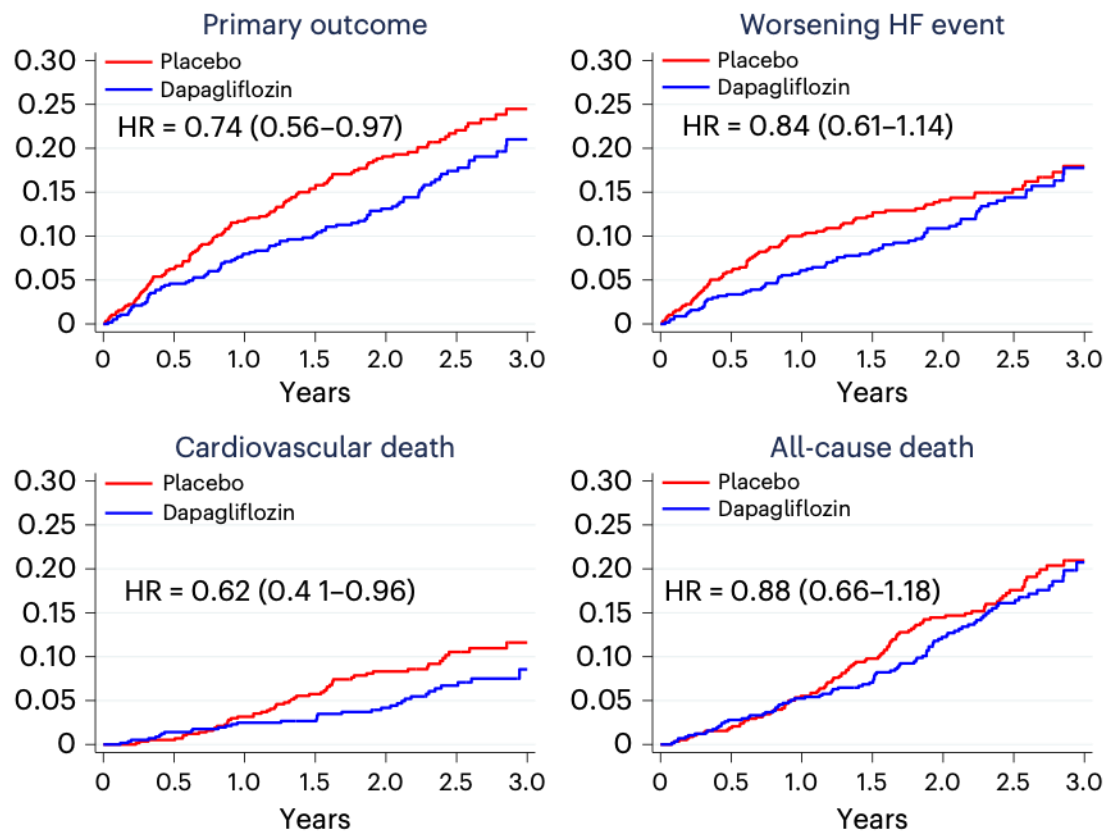 Primary outcome
0.30
0.25
0.20
0.15
0.10
0.05
0
Placebo
Dapagliflozin
HR = 0.74 (0.56–0.97)
0 0.5 1.0 1.5 2.0 2.5 3.0
Years
Worsening HF event
0.30
0.25
0.20
0.15
0.10
0.05
0
Placebo
Dapagliflozin
HR = 0.84 (0.61–1.14)
0 0.5 1.0 1.5 2.0 2.5 3.0
Years
Cardiovascular death
0.30
0.25
0.20
0.15
0.10
0.05
0
Placebo
Dapagliflozin
HR = 0.62 (0.4 1–0.96)
0 0.5 1.0 1.5 2.0 2.5 3.0
Years
All-cause death
0.30
0.25
0.20
0.15
0.10
0.05
0
Placebo
Dapagliflozin
HR = 0.88 (0.66–1.18)
0 0.5 1.0 1.5 2.0 2.5 3.0
Years